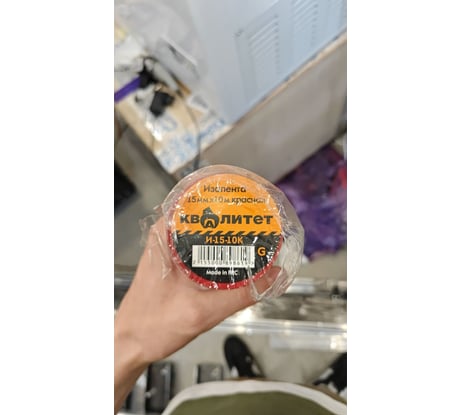 Изолента
15мм х 10м красная
квалитет
И-15-10К
G
Made in PRC